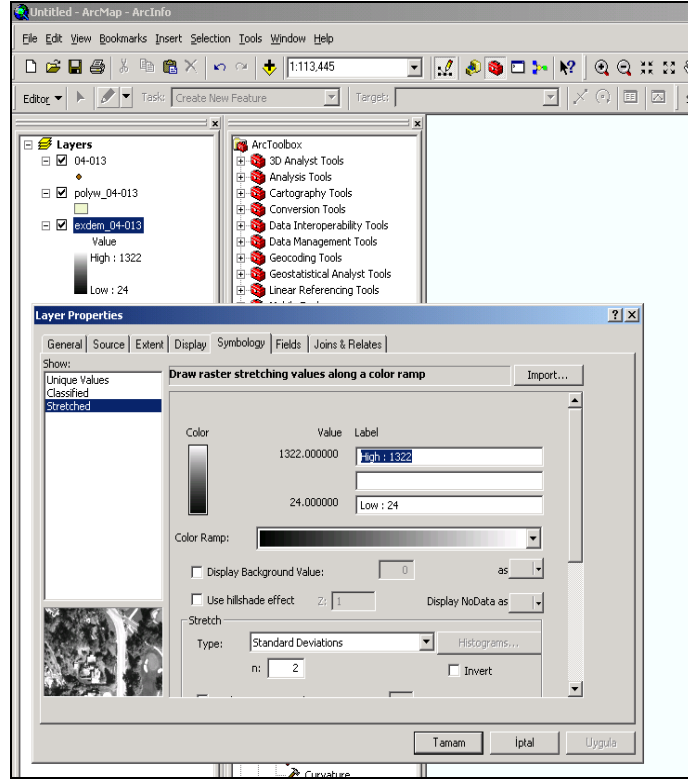 Untitled - ArcMap - ArcInfo
File Edit View Bookmarks Insert Selection Tools Window Help
1:113,445
Editor Task: Create New Feature Target:
Layers
04-013
polyw_04-013
exdem_04-013
Value
High : 1322
Low : 24
ArcToolbox
3D Analyst Tools
Analysis Tools
Cartography Tools
Conversion Tools
Data Interoperability Tools
Data Management Tools
Geocoding Tools
Geostatistical Analyst Tools
Linear Referencing Tools
Layer Properties
General Source Extent Display Symbology Fields Joins & Relates
Show:
Unique Values
Classified
Stretched
Draw raster stretching values along a color ramp
Import...
Color Value Label
1322.000000 High : 1322
24.000000 Low : 24
Color Ramp:
Display Background Value: 0 as
Use hillshade effect Z: 1 Display NoData as
Stretch
Type: Standard Deviations Histograms...
n: 2 Invert
Tamam İptal Uygula
Curvature